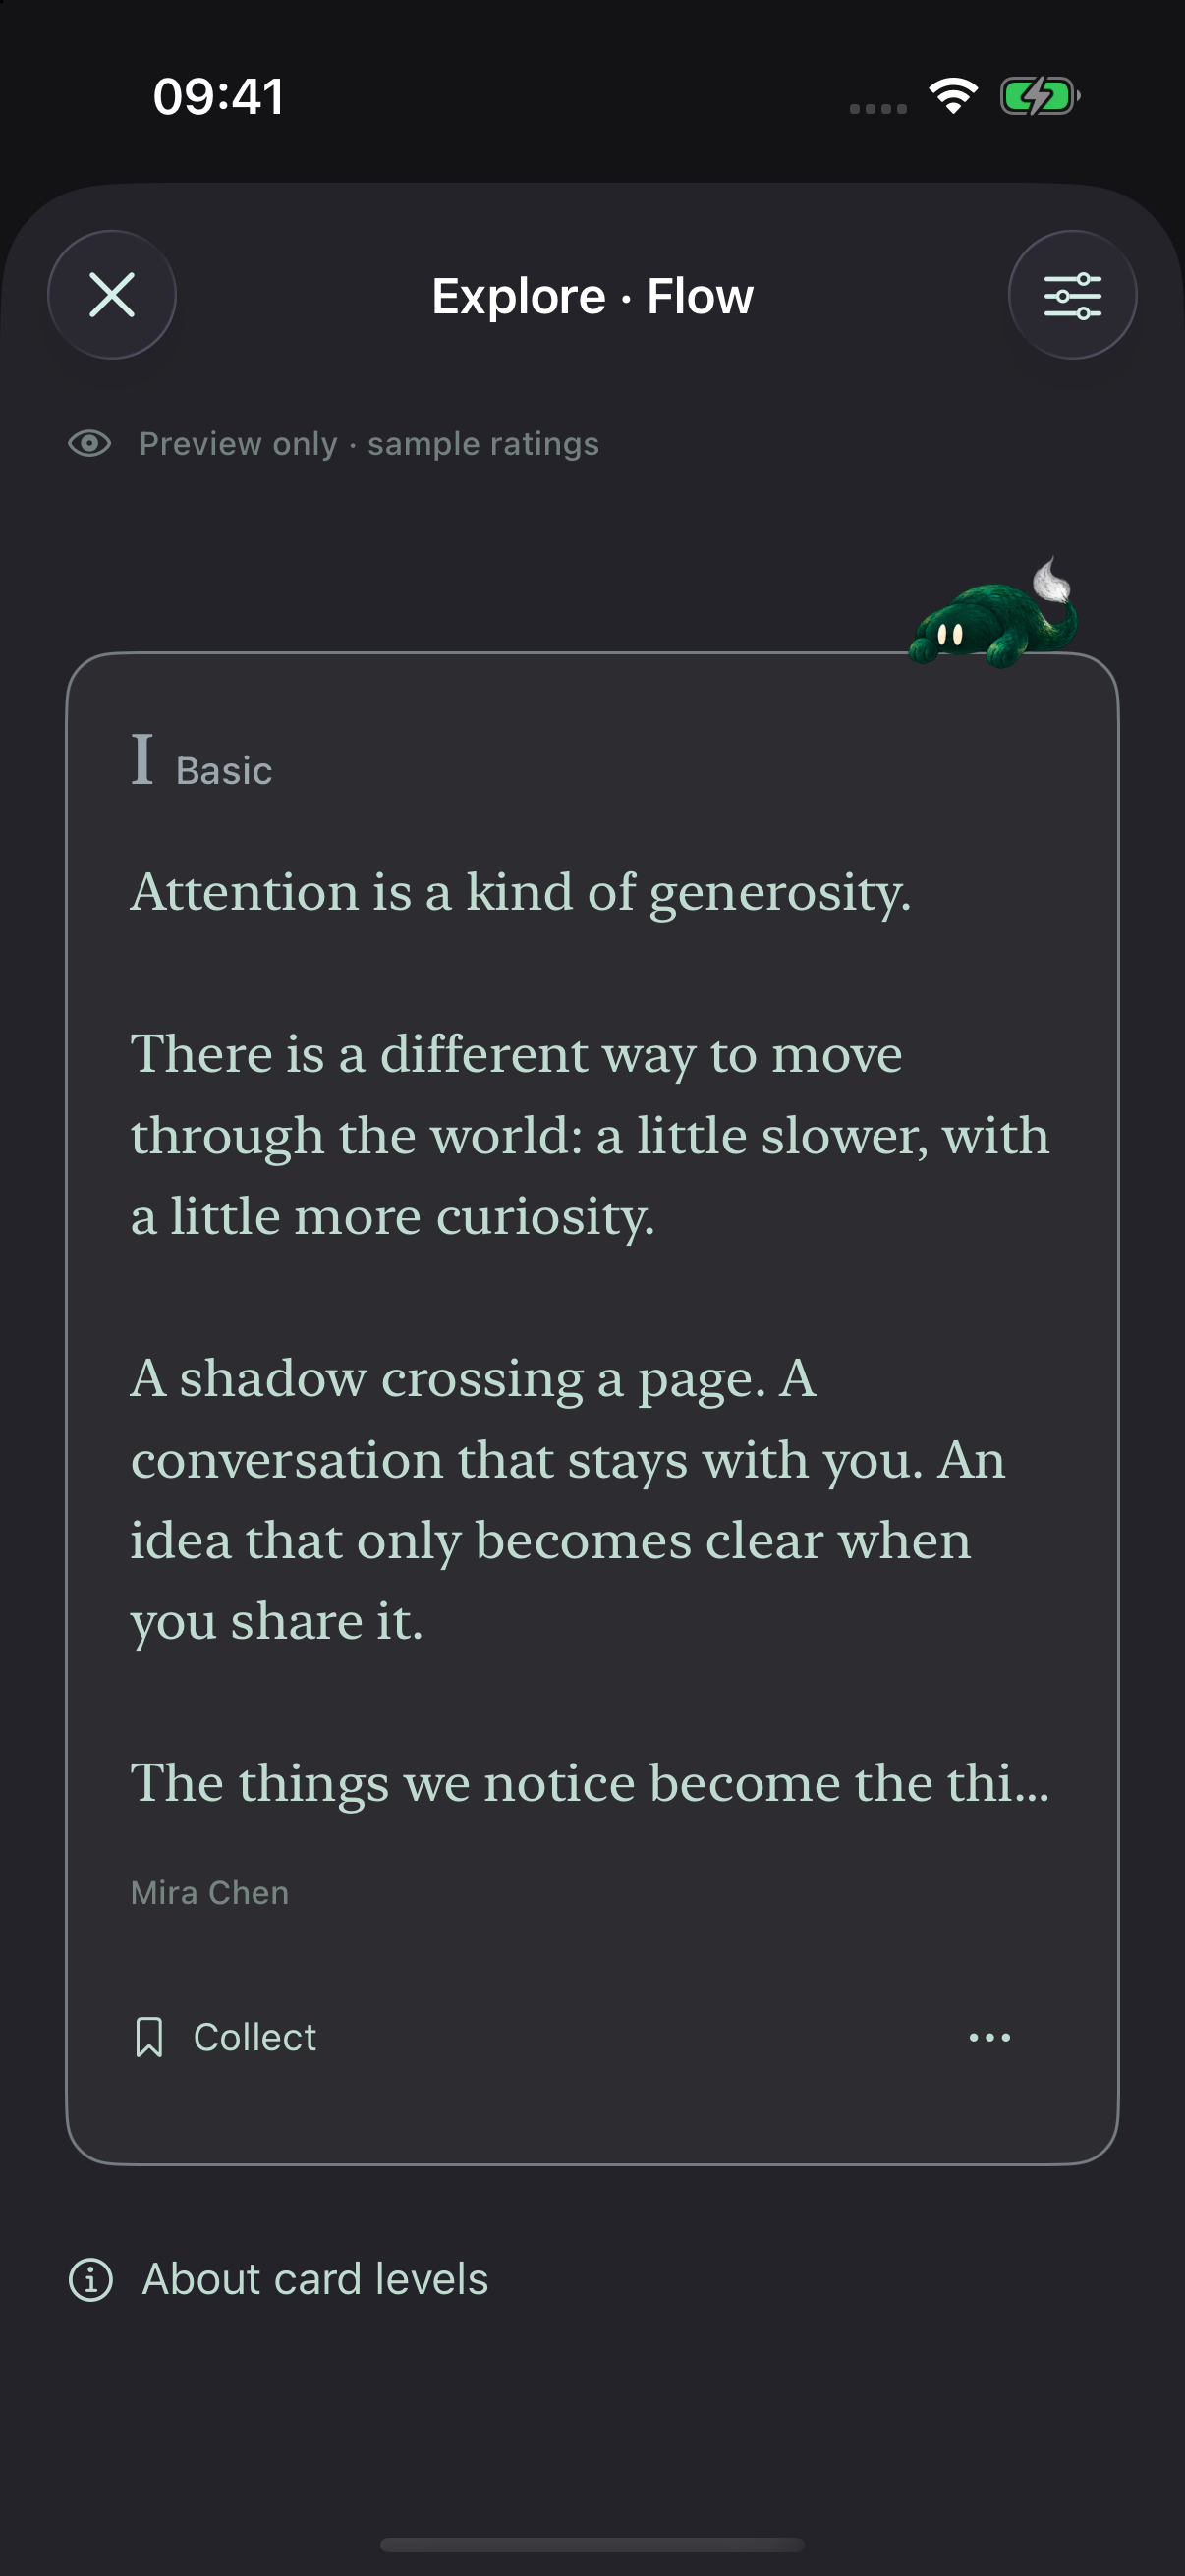 09:41
Explore · Flow
Preview only · sample ratings
I Basic
Attention is a kind of generosity.
There is a different way to move
through the world: a little slower, with
a little more curiosity.
A shadow crossing a page. A
conversation that stays with you. An
idea that only becomes clear when
you share it.
The things we notice become the thi...
Mira Chen
Collect
About card levels